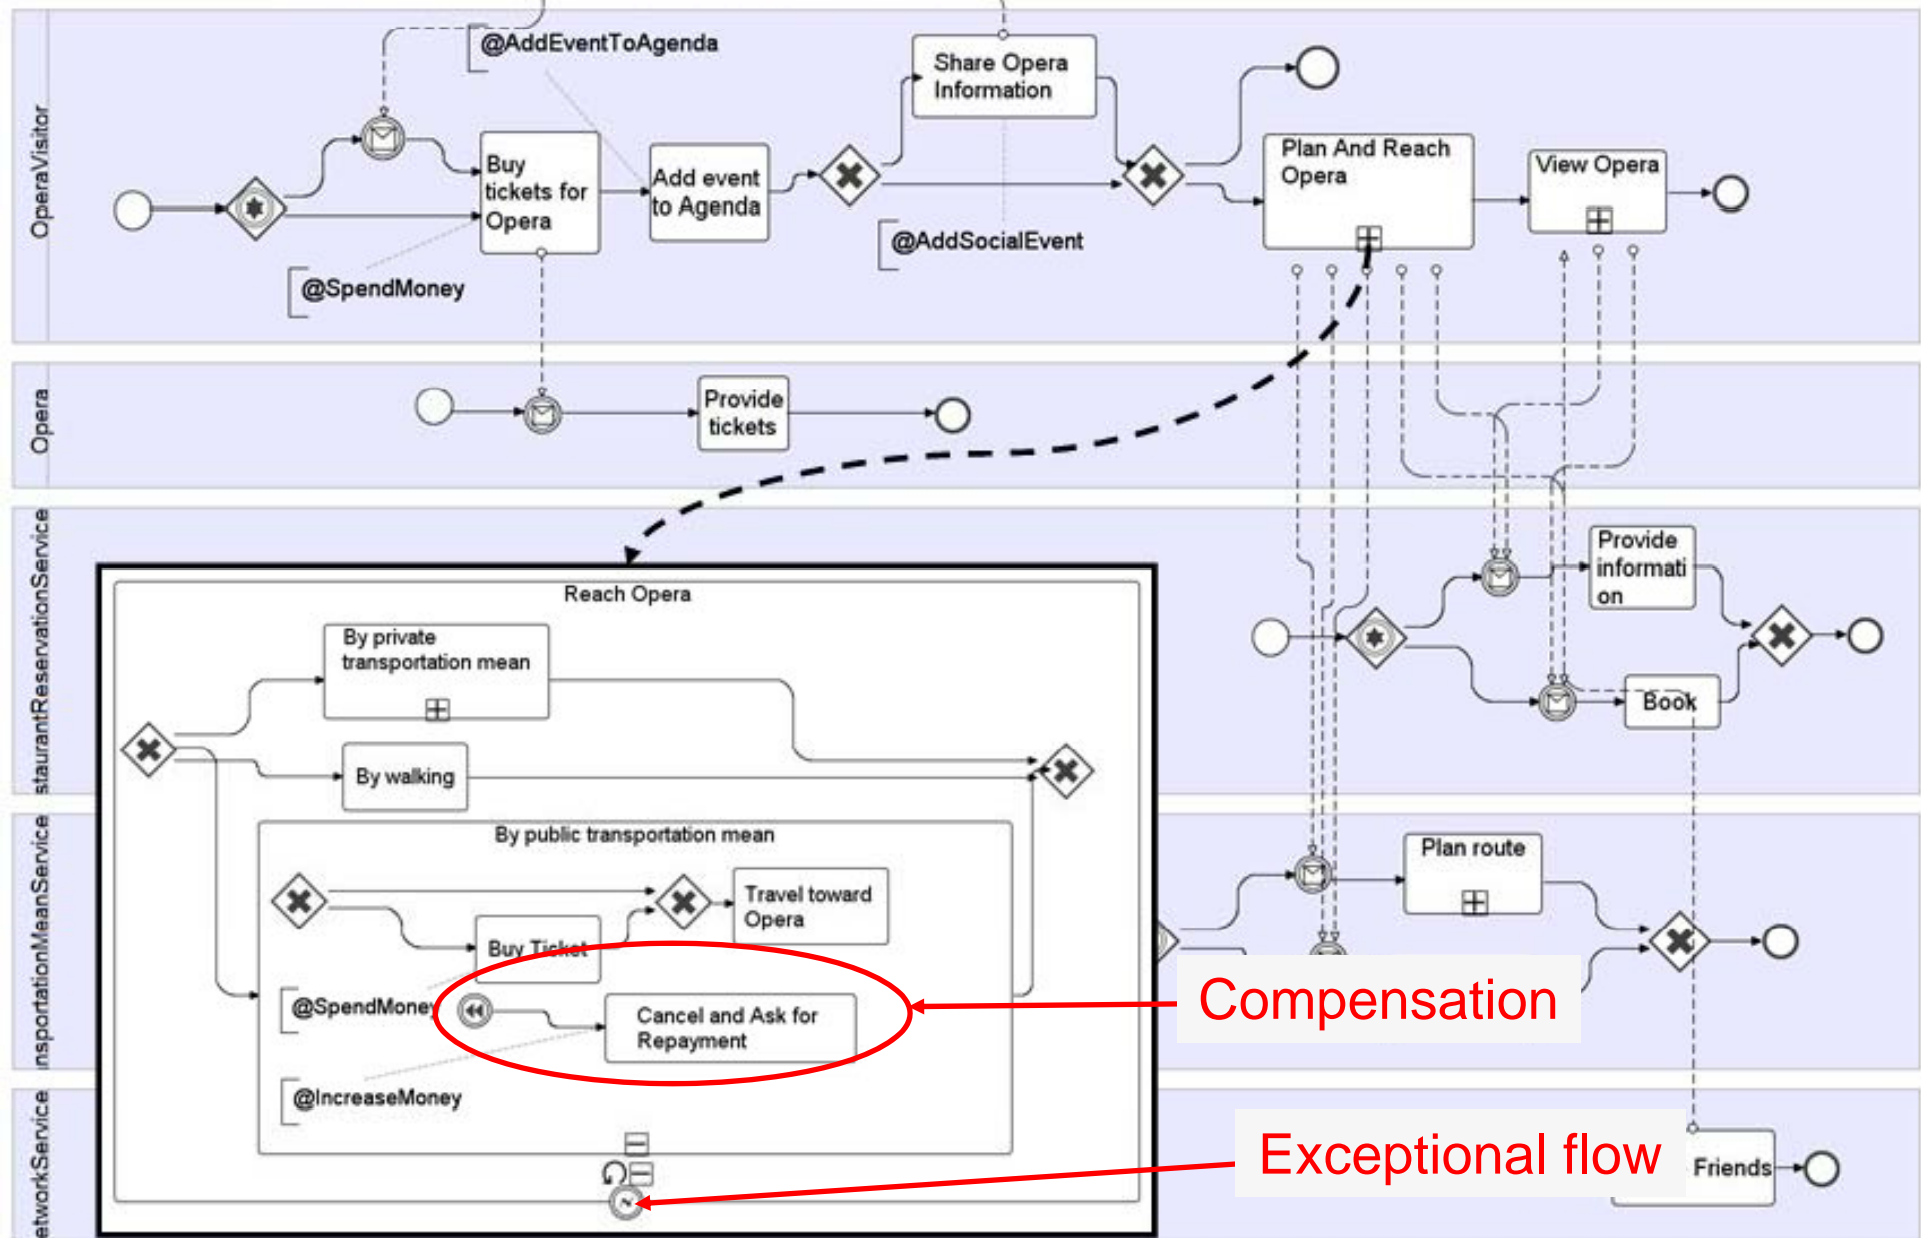 OperaVisitor
@AddEventToAgenda
Share Opera
Information
Buy
tickets for
Opera
Add event
to Agenda
Plan And Reach
Opera
View Opera
@AddSocialEvent
@SpendMoney
Opera
Provide
tickets
staurantReservationService
Provide
informati
on
Book
Reach Opera
By private
transportation mean
By walking
By public transportation mean
Travel toward
Opera
Buy Ticket
@SpendMoney
Cancel and Ask for
Repayment
@IncreaseMoney
nsportationMeanService
Plan route
Compensation
etworkService
Exceptional flow
Friends